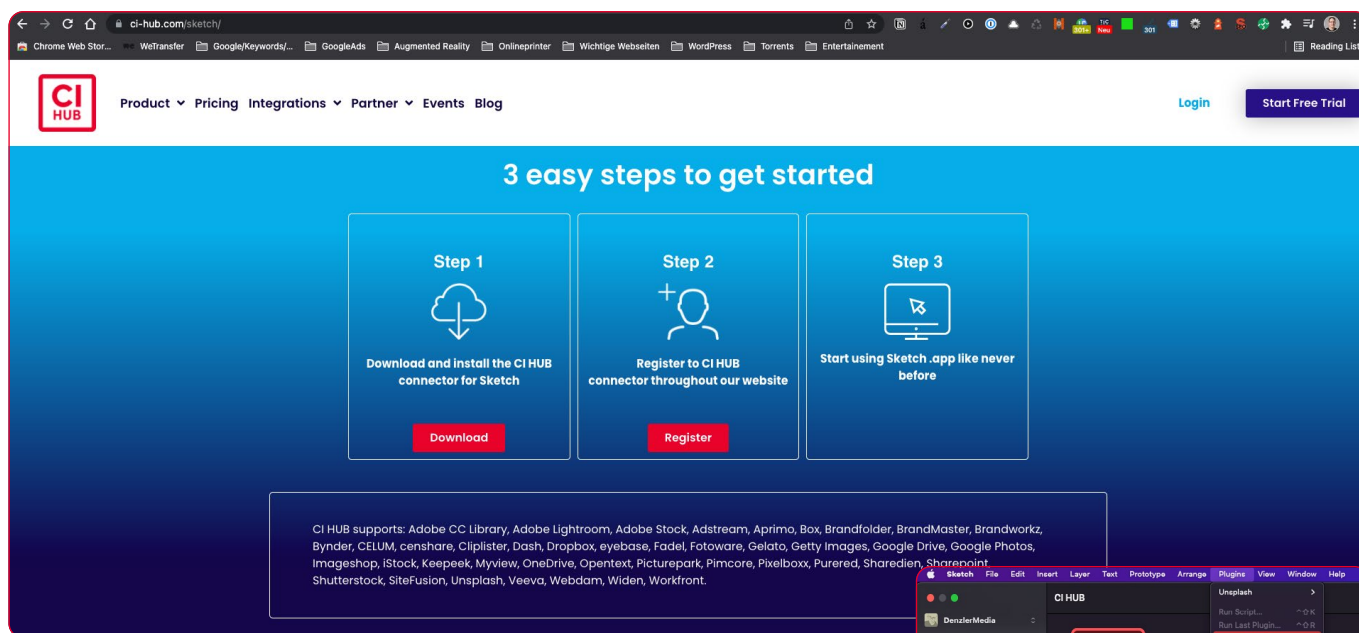 ci-hub.com/sketch/
301+
TIC
Neu
301
Chrome Web Stor...
WeTransfer
Google/Keywords/...
GoogleAds
Augmented Reality
Onlineprinter
Wichtige Webseiten
WordPress
Torrents
Entertainement
Reading List
CI
HUB
Product
Pricing
Integrations
Partner
Events
Blog
Login
Start Free Trial
3 easy steps to get started
Step 1
Download and install the CI HUB
connector for Sketch
Download
Step 2
Register to CI HUB
connector throughout our website
Register
Step 3
Start using Sketch .app like never
before
CI HUB supports: Adobe CC Library, Adobe Lightroom, Adobe Stock, Adstream, Aprimo, Box, Brandfolder, BrandMaster, Brandworkz,
Bynder, CELUM, censhare, Cliplister, Dash, Dropbox, eyebase, Fadel, Fotoware, Gelato, Getty Images, Google Drive, Google Photos,
Imageshop, iStock, Keepeek, Myview, OneDrive, Opentext, Picturepark, Pimcore, Pixelboxx, Purered, Sharedien, Sharepoint,
Shutterstock, SiteFusion, Unsplash, Veeva, Webdam, Widen, Workfront.
Sketch File Edit Insert Layer Text Prototype Arrange Plugins View Window Help
CI HUB
Unsplash
DenzlerMedia
Run Script... ^⇧K
Run Last Plugin... ^⇧R